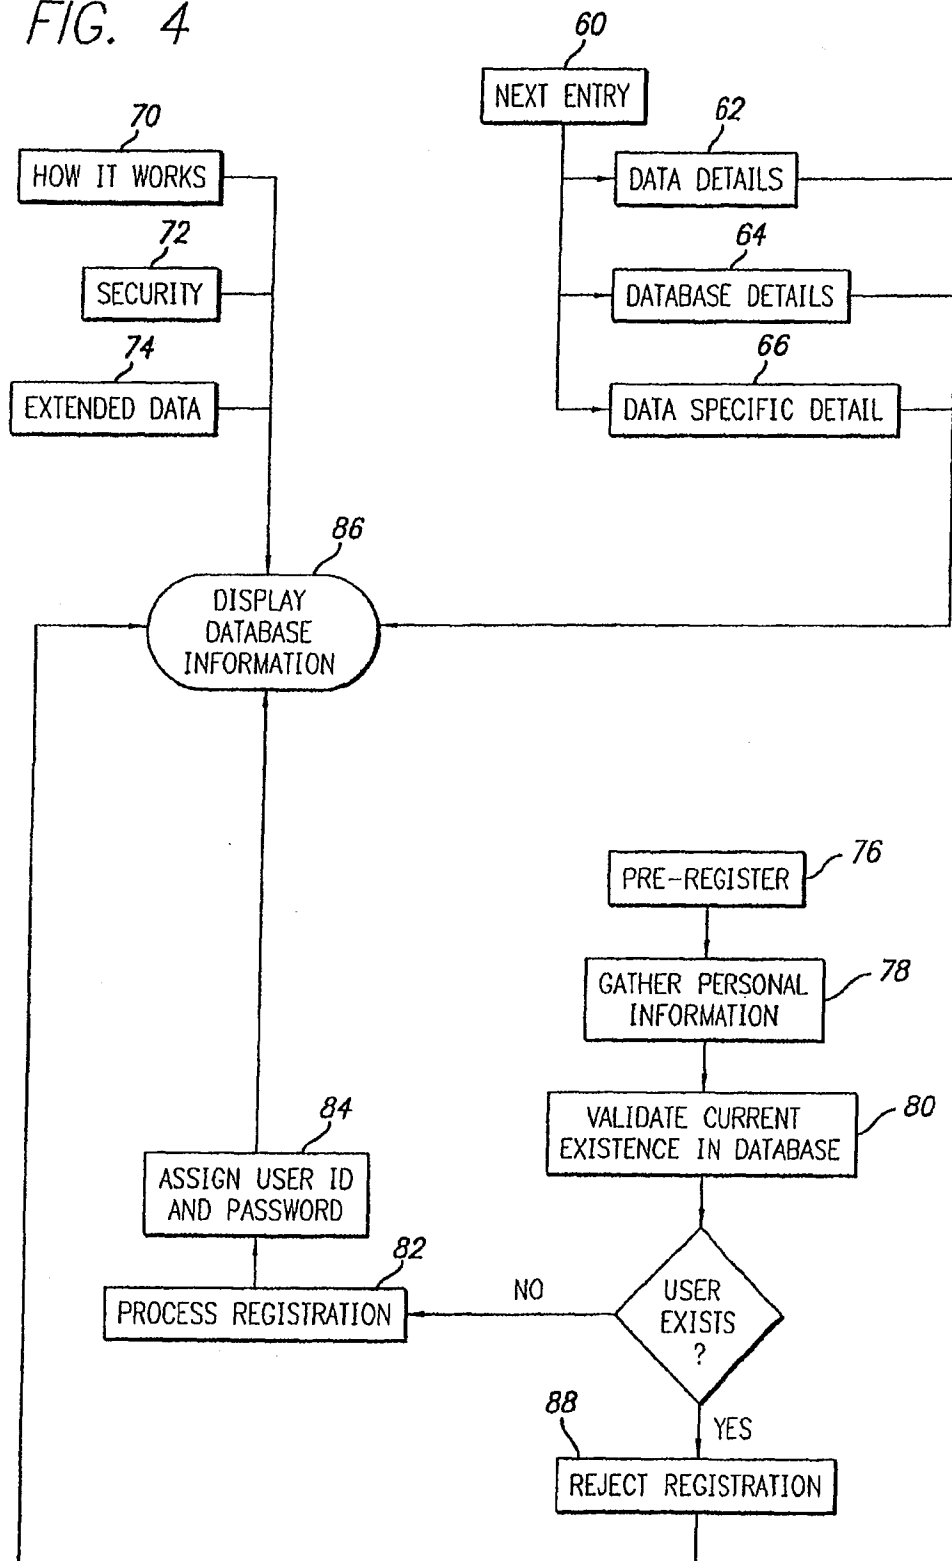 FIG. 4
60
NEXT ENTRY
70
HOW IT WORKS
62
DATA DETAILS
72
SECURITY
64
DATABASE DETAILS
74
EXTENDED DATA
66
DATA SPECIFIC DETAIL
86
DISPLAY
DATABASE
INFORMATION
76
PRE-REGISTER
78
GATHER PERSONAL
INFORMATION
80
VALIDATE CURRENT
EXISTENCE IN DATABASE
84
ASSIGN USER ID
AND PASSWORD
82
PROCESS REGISTRATION
NO
USER
EXISTS
?
YES
88
REJECT REGISTRATION